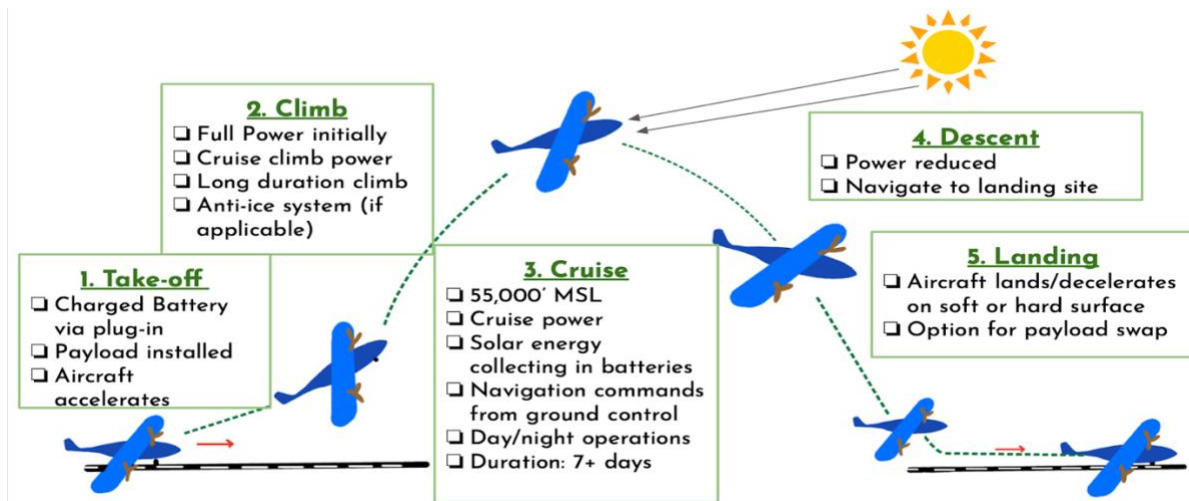 1. Take-off
❏ Charged Battery
via plug-in
❏ Payload installed
❏ Aircraft
accelerates
2. Climb
❏ Full Power initially
❏ Cruise climb power
❏ Long duration climb
❏ Anti-ice system (if
applicable)
3. Cruise
❏ 55,000’ MSL
❏ Cruise power
❏ Solar energy
collecting in batteries
❏ Navigation commands
from ground control
❏ Day/night operations
❏ Duration: 7+ days
4. Descent
❏ Power reduced
❏ Navigate to landing site
5. Landing
❏ Aircraft lands/decelerates
on soft or hard surface
❏ Option for payload swap